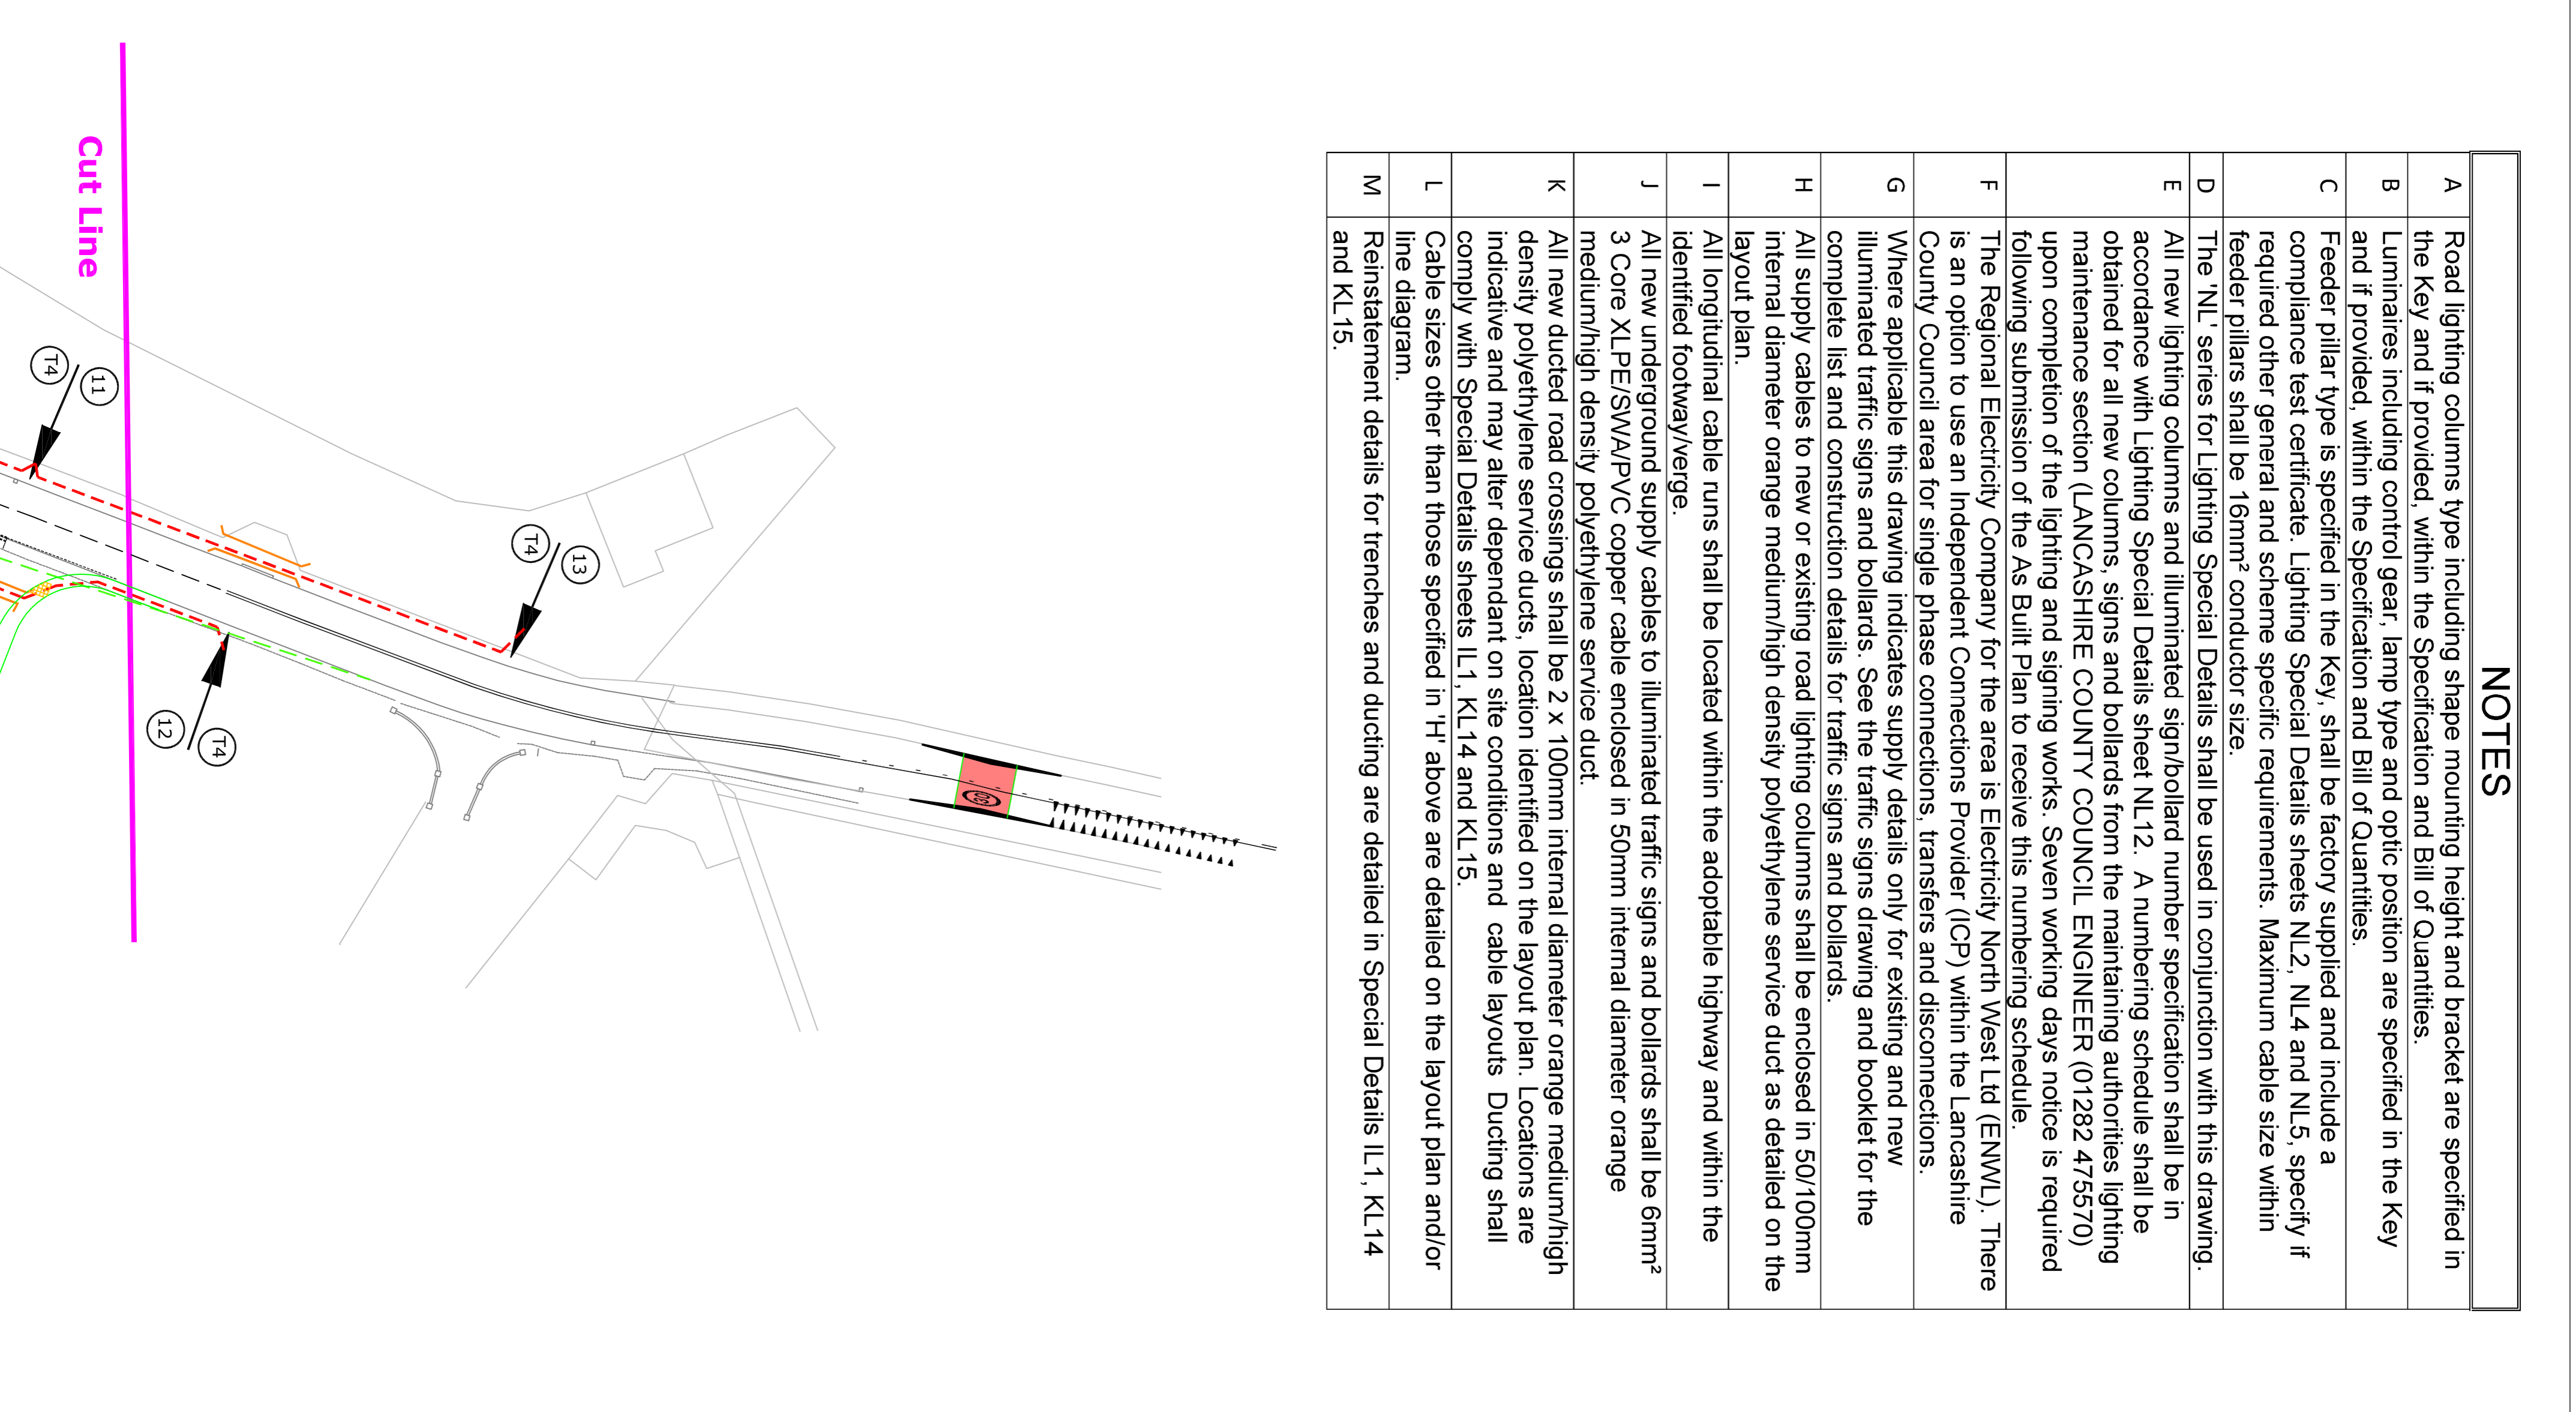 NOTES
A Road lighting columns type including shape mounting height and bracket are specified in
the Key and if provided, within the Specification and Bill of Quantities.
B Luminaires including control gear, lamp type and optic position are specified in the Key
and if provided, within the Specification and Bill of Quantities.
C Feeder pillar type is specified in the Key, shall be factory supplied and include a
compliance test certificate. Lighting Special Details sheets NL2, NL4 and NL5, specify if
required other general and scheme specific requirements. Maximum cable size within
feeder pillars shall be 16mm² conductor size.
D The 'NL' series for Lighting Special Details shall be used in conjunction with this drawing.
E All new lighting columns and illuminated sign/bollard number specification shall be in
accordance with Lighting Special Details sheet NL12. A numbering schedule shall be
obtained for all new columns, signs and bollards from the maintaining authorities lighting
maintenance section (LANCASHIRE COUNTY COUNCIL ENGINEER (01282 475570)
upon completion of the lighting and signing works. Seven working days notice is required
following submission of the As Built Plan to receive this numbering schedule.
F The Regional Electricity Company for the area is Electricity North West Ltd (ENWL). There
is an option to use an Independent Connections Provider (ICP) within the Lancashire
County Council area for single phase connections, transfers and disconnections.
G Where applicable this drawing indicates supply details only for existing and new
illuminated traffic signs and bollards. See the traffic signs drawing and booklet for the
complete list and construction details for traffic signs and bollards.
H All supply cables to new or existing road lighting columns shall be enclosed in 50/100mm
internal diameter orange medium/high density polyethylene service duct as detailed on the
layout plan.
I All longitudinal cable runs shall be located within the adoptable highway and within the
identified footway/verge.
J All new underground supply cables to illuminated traffic signs and bollards shall be 6mm²
3 Core XLPE/SWA/PVC copper cable enclosed in 50mm internal diameter orange
medium/high density polyethylene service duct.
K All new ducted road crossings shall be 2 x 100mm internal diameter orange medium/high
density polyethylene service ducts, location identified on the layout plan. Locations are
indicative and may alter dependant on site conditions and cable layouts Ducting shall
comply with Special Details sheets IL1, KL14 and KL15.
L Cable sizes other than those specified in 'H' above are detailed on the layout plan and/or
line diagram.
M Reinstatement details for trenches and ducting are detailed in Special Details IL1, KL14
and KL15.
30
13
T4
T4
12
11
T4
Cut Line